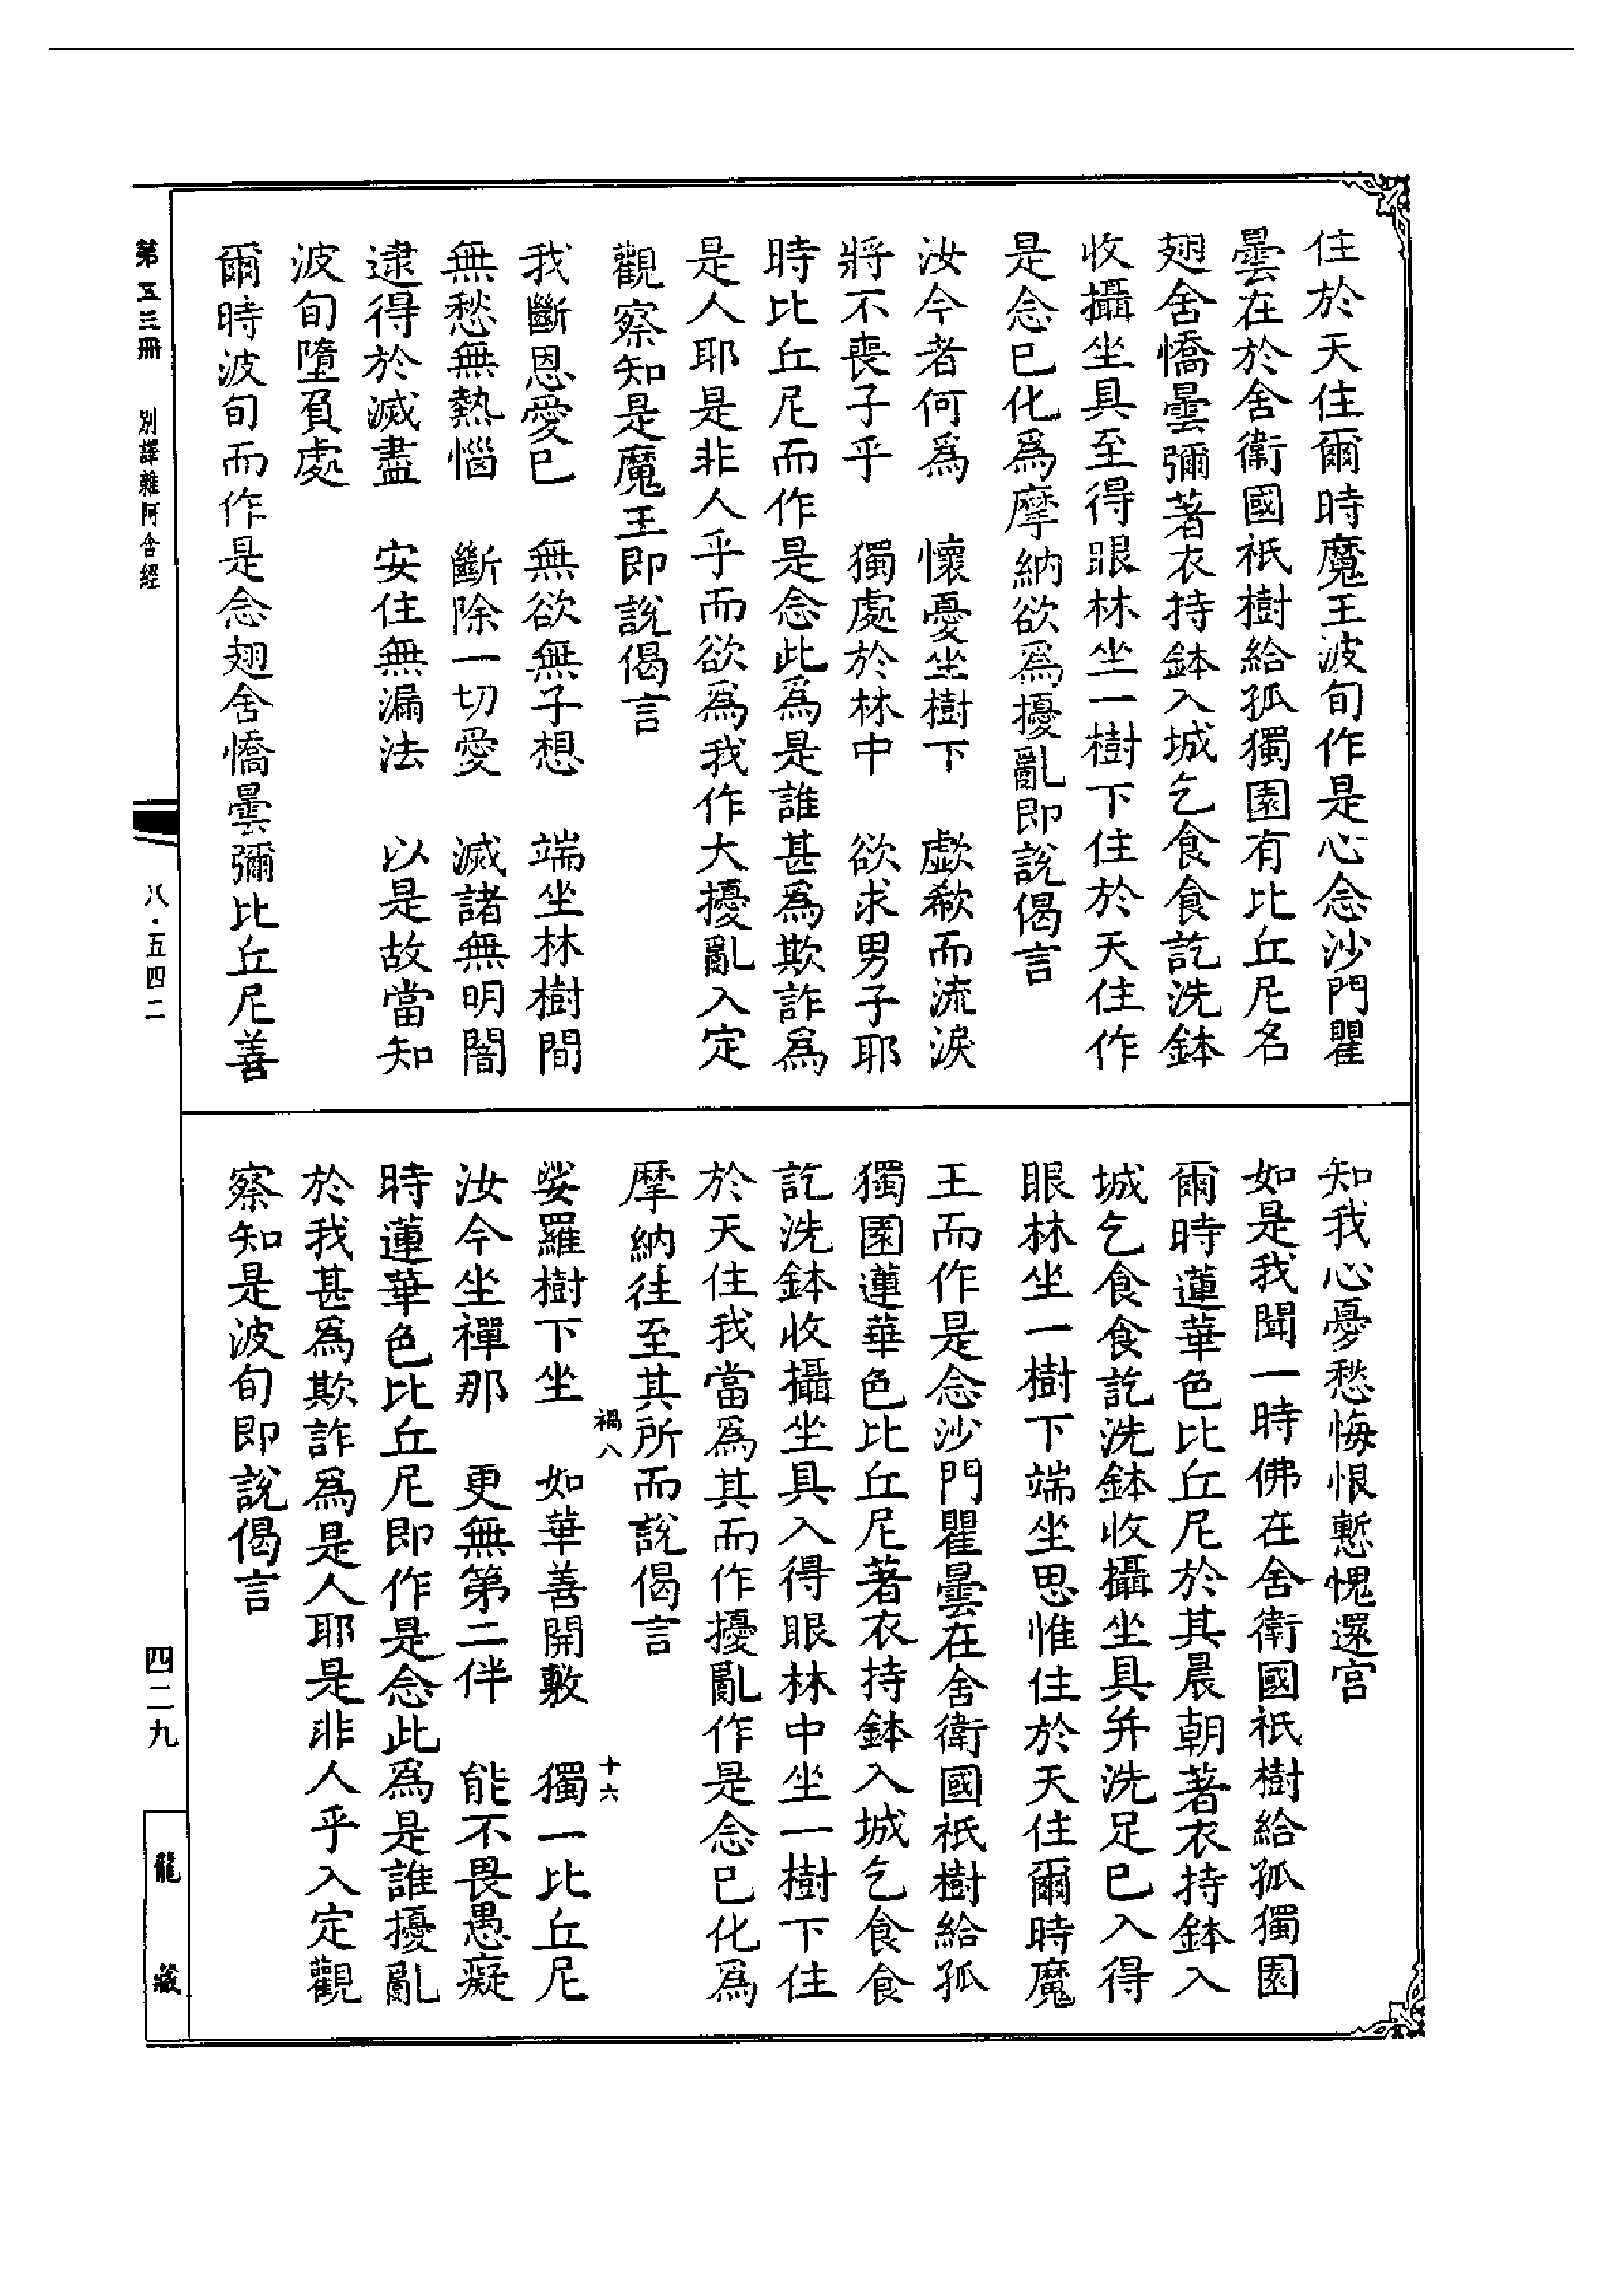 住於天住爾時魔王波旬作是心念沙門瞿
曇在於舍衛國祇樹給孤獨園有比丘尼名
翅舍憍曇彌著衣持鉢入城乞食食訖洗鉢
收攝坐具至得眼林坐一樹下住於天住作
是念已化為摩納欲為擾亂即說偈言
汝今者何為　懷憂坐樹下　歔欷而流淚
將不喪子乎　獨處於林中　欲求男子耶
時比丘尼而作是念此為是誰甚為欺詐為
是人耶是非人乎而欲為我作大擾亂入定
觀察知是魔王即說偈言
我斷恩愛已　無欲無子想　端坐林樹間
無愁無熱惱　斷除一切愛　滅諸無明闇
逮得於滅盡　安住無漏法　以是故當知
波旬墮負處
爾時波旬而作是念翅舍憍曇彌比丘尼善
知我心憂愁悔恨慙愧還宮
如是我聞一時佛在舍衛國祇樹給孤獨園
爾時蓮華色比丘尼於其晨朝著衣持鉢入
城乞食食訖洗鉢收攝坐具并洗足已入得
眼林坐一樹下端坐思惟住於天住爾時魔
王而作是念沙門瞿曇在舍衛國祇樹給孤
獨園蓮華色比丘尼著衣持鉢入城乞食食
訖洗鉢收攝坐具入得眼林中坐一樹下住
於天住我當為其而作擾亂作是念已化為
摩納往至其所而說偈言
禍八　十六
娑羅樹下坐　如華善開敷　獨一比丘尼
汝今坐禪那　更無第二伴　能不畏愚癡
時蓮華色比丘尼即作是念此為是誰擾亂
於我甚為欺詐為是人耶是非人乎入定觀
察知是波旬即說偈言
第五三冊　別譯雜阿含經　八·五四二　四二九　龍藏